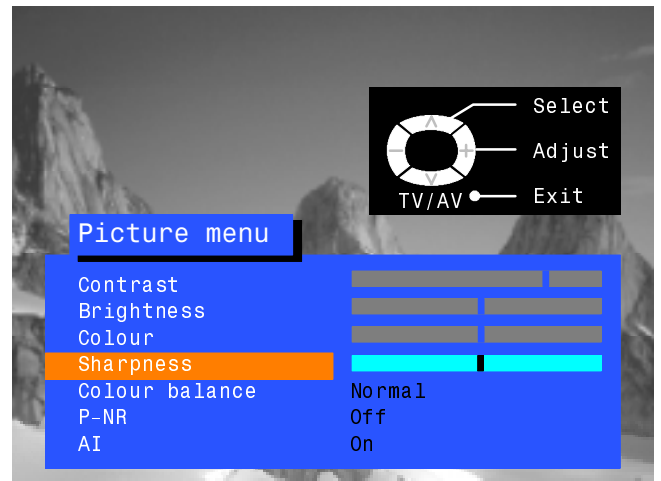 Select
Adjust
TV/AV
Exit
Picture menu
Contrast
Brightness
Colour
Sharpness
Colour balance Normal
P-NR Off
AI On